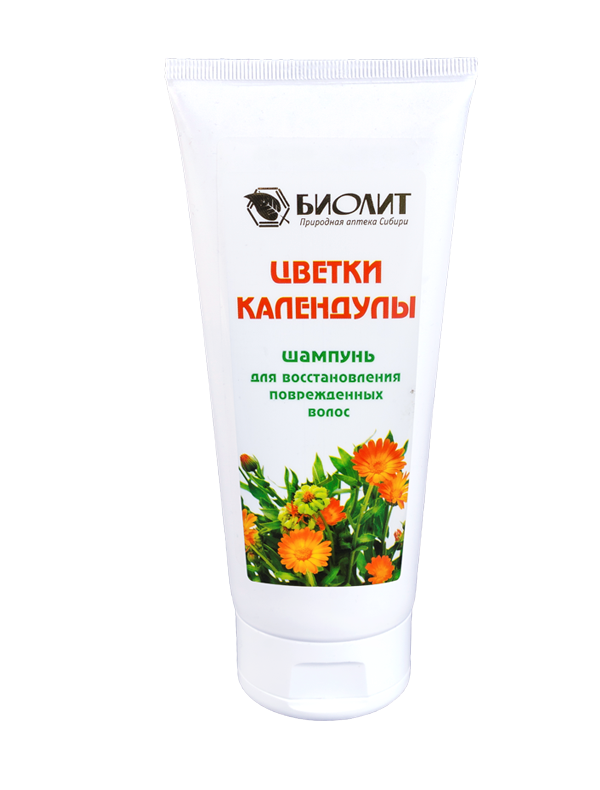 БИОЛИТ
Природная аптека Сибири
ЦВЕТКИ
КАЛЕНДУЛЫ
ШАМПУНЬ
для восстановления
поврежденных
волос